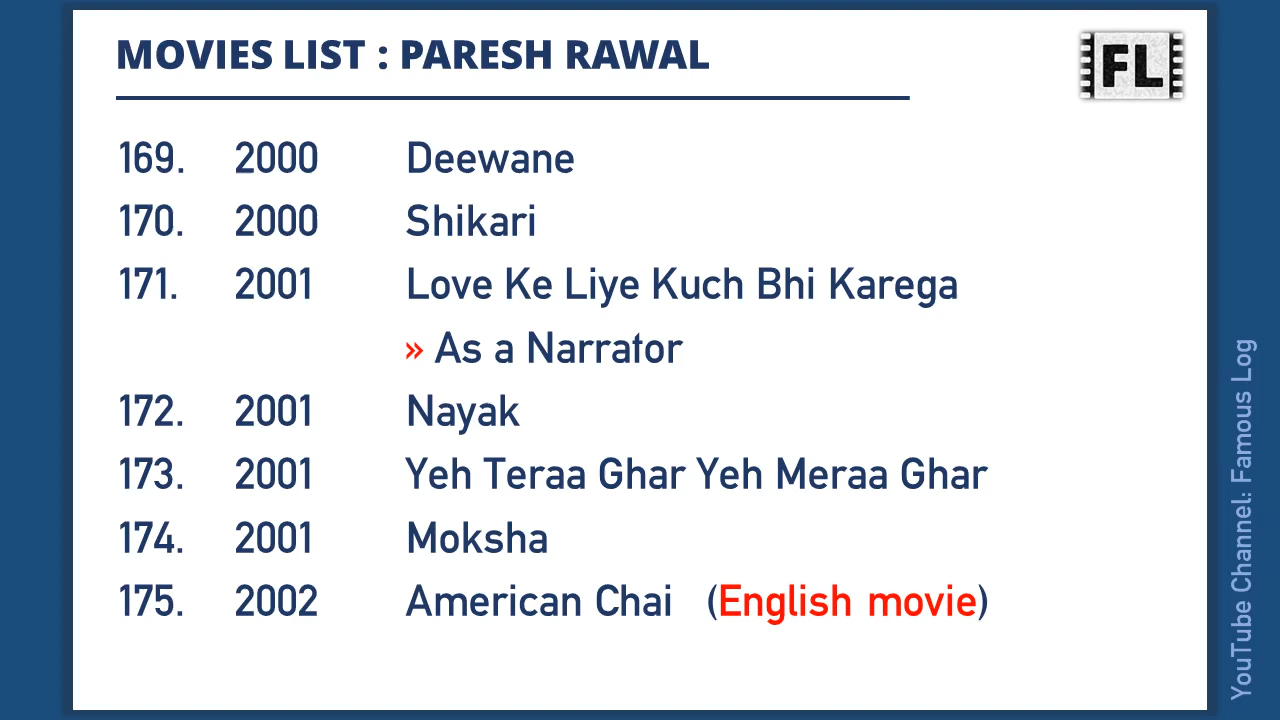 MOVIES LIST : PARESH RAWAL
FL
169. 2000 Deewane
170. 2000 Shikari
171. 2001 Love Ke Liye Kuch Bhi Karega
» As a Narrator
172. 2001 Nayak
173. 2001 Yeh Teraa Ghar Yeh Meraa Ghar
174. 2001 Moksha
175. 2002 American Chai (English movie)
YouTube Channel: Famous Log